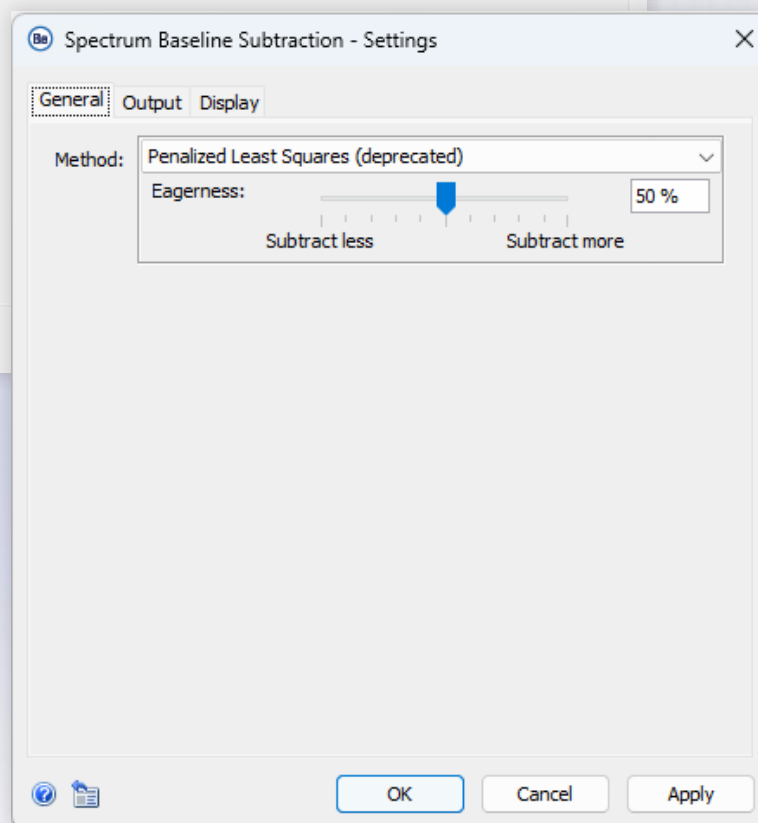 Be Spectrum Baseline Subtraction - Settings
General Output Display
Method: Penalized Least Squares (deprecated)
Eagerness: 50 %
Subtract less Subtract more
? OK Cancel Apply